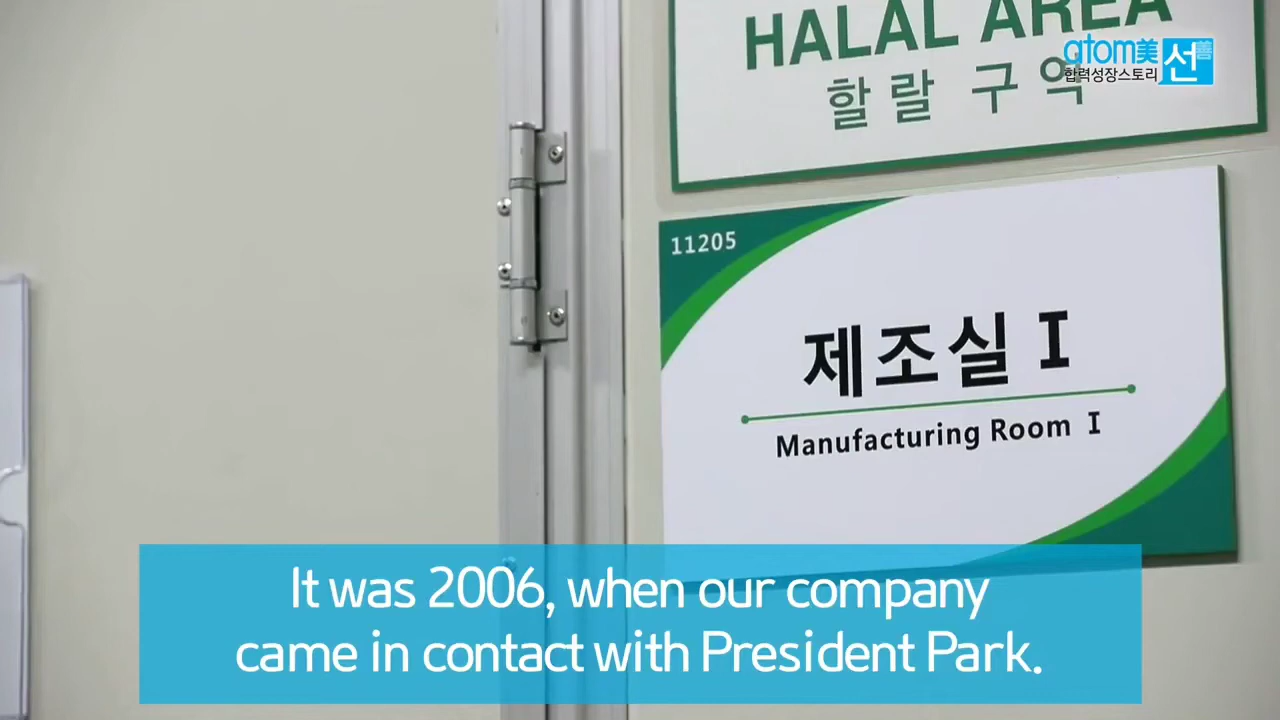 HALAL AREA
할랄 구역
atom美
합력성장스토리
선
善
11205
제조실 I
Manufacturing Room I
It was 2006, when our company
came in contact with President Park.